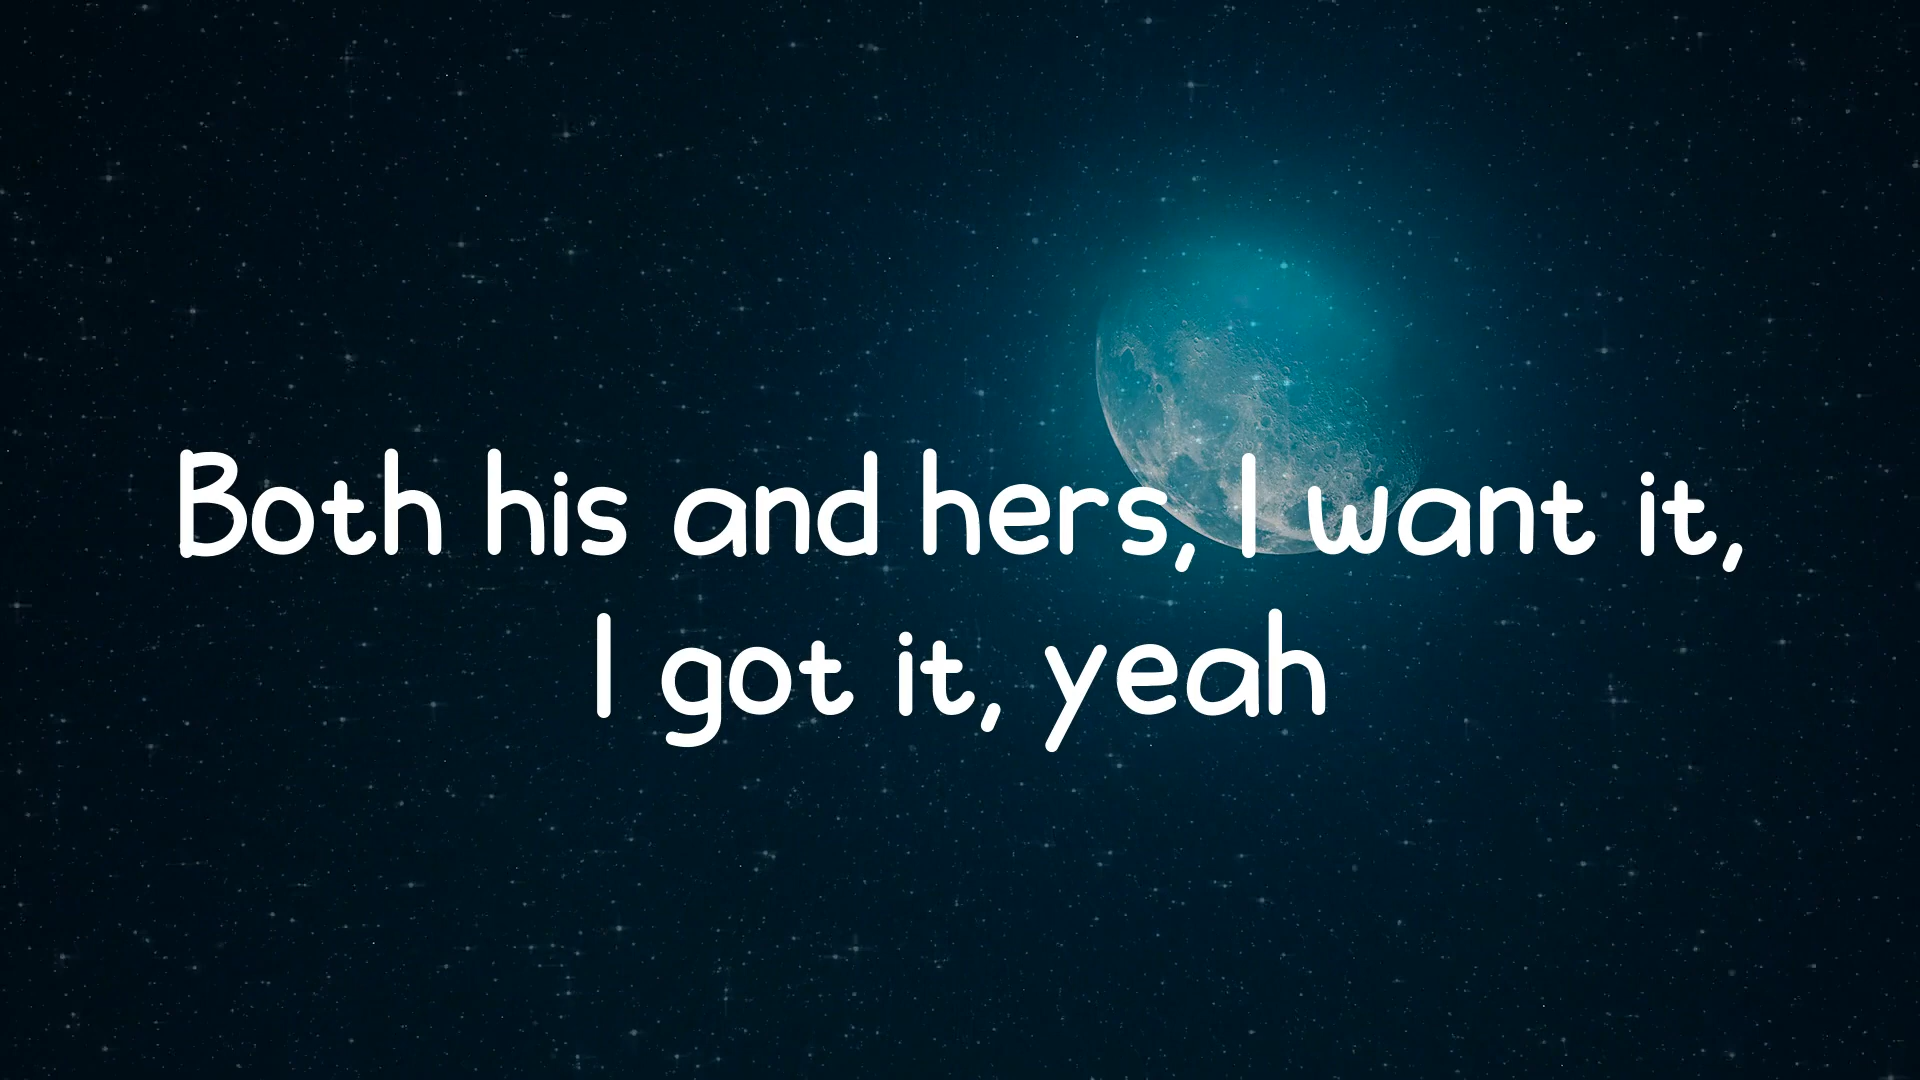 Both his and hers, I want it,
I got it, yeah